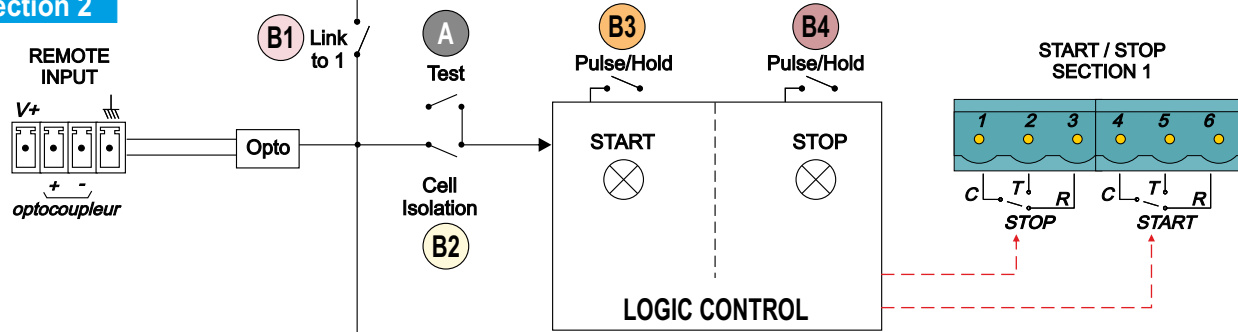 ection 2
REMOTE
INPUT
V+
+ -
optocoupleur
Opto
B1 Link
to 1
A
Test
Cell
Isolation
B2
B3
Pulse/Hold
B4
Pulse/Hold
START
STOP
LOGIC CONTROL
START / STOP
SECTION 1
1 2 3 4 5 6
C T R C T R
STOP START